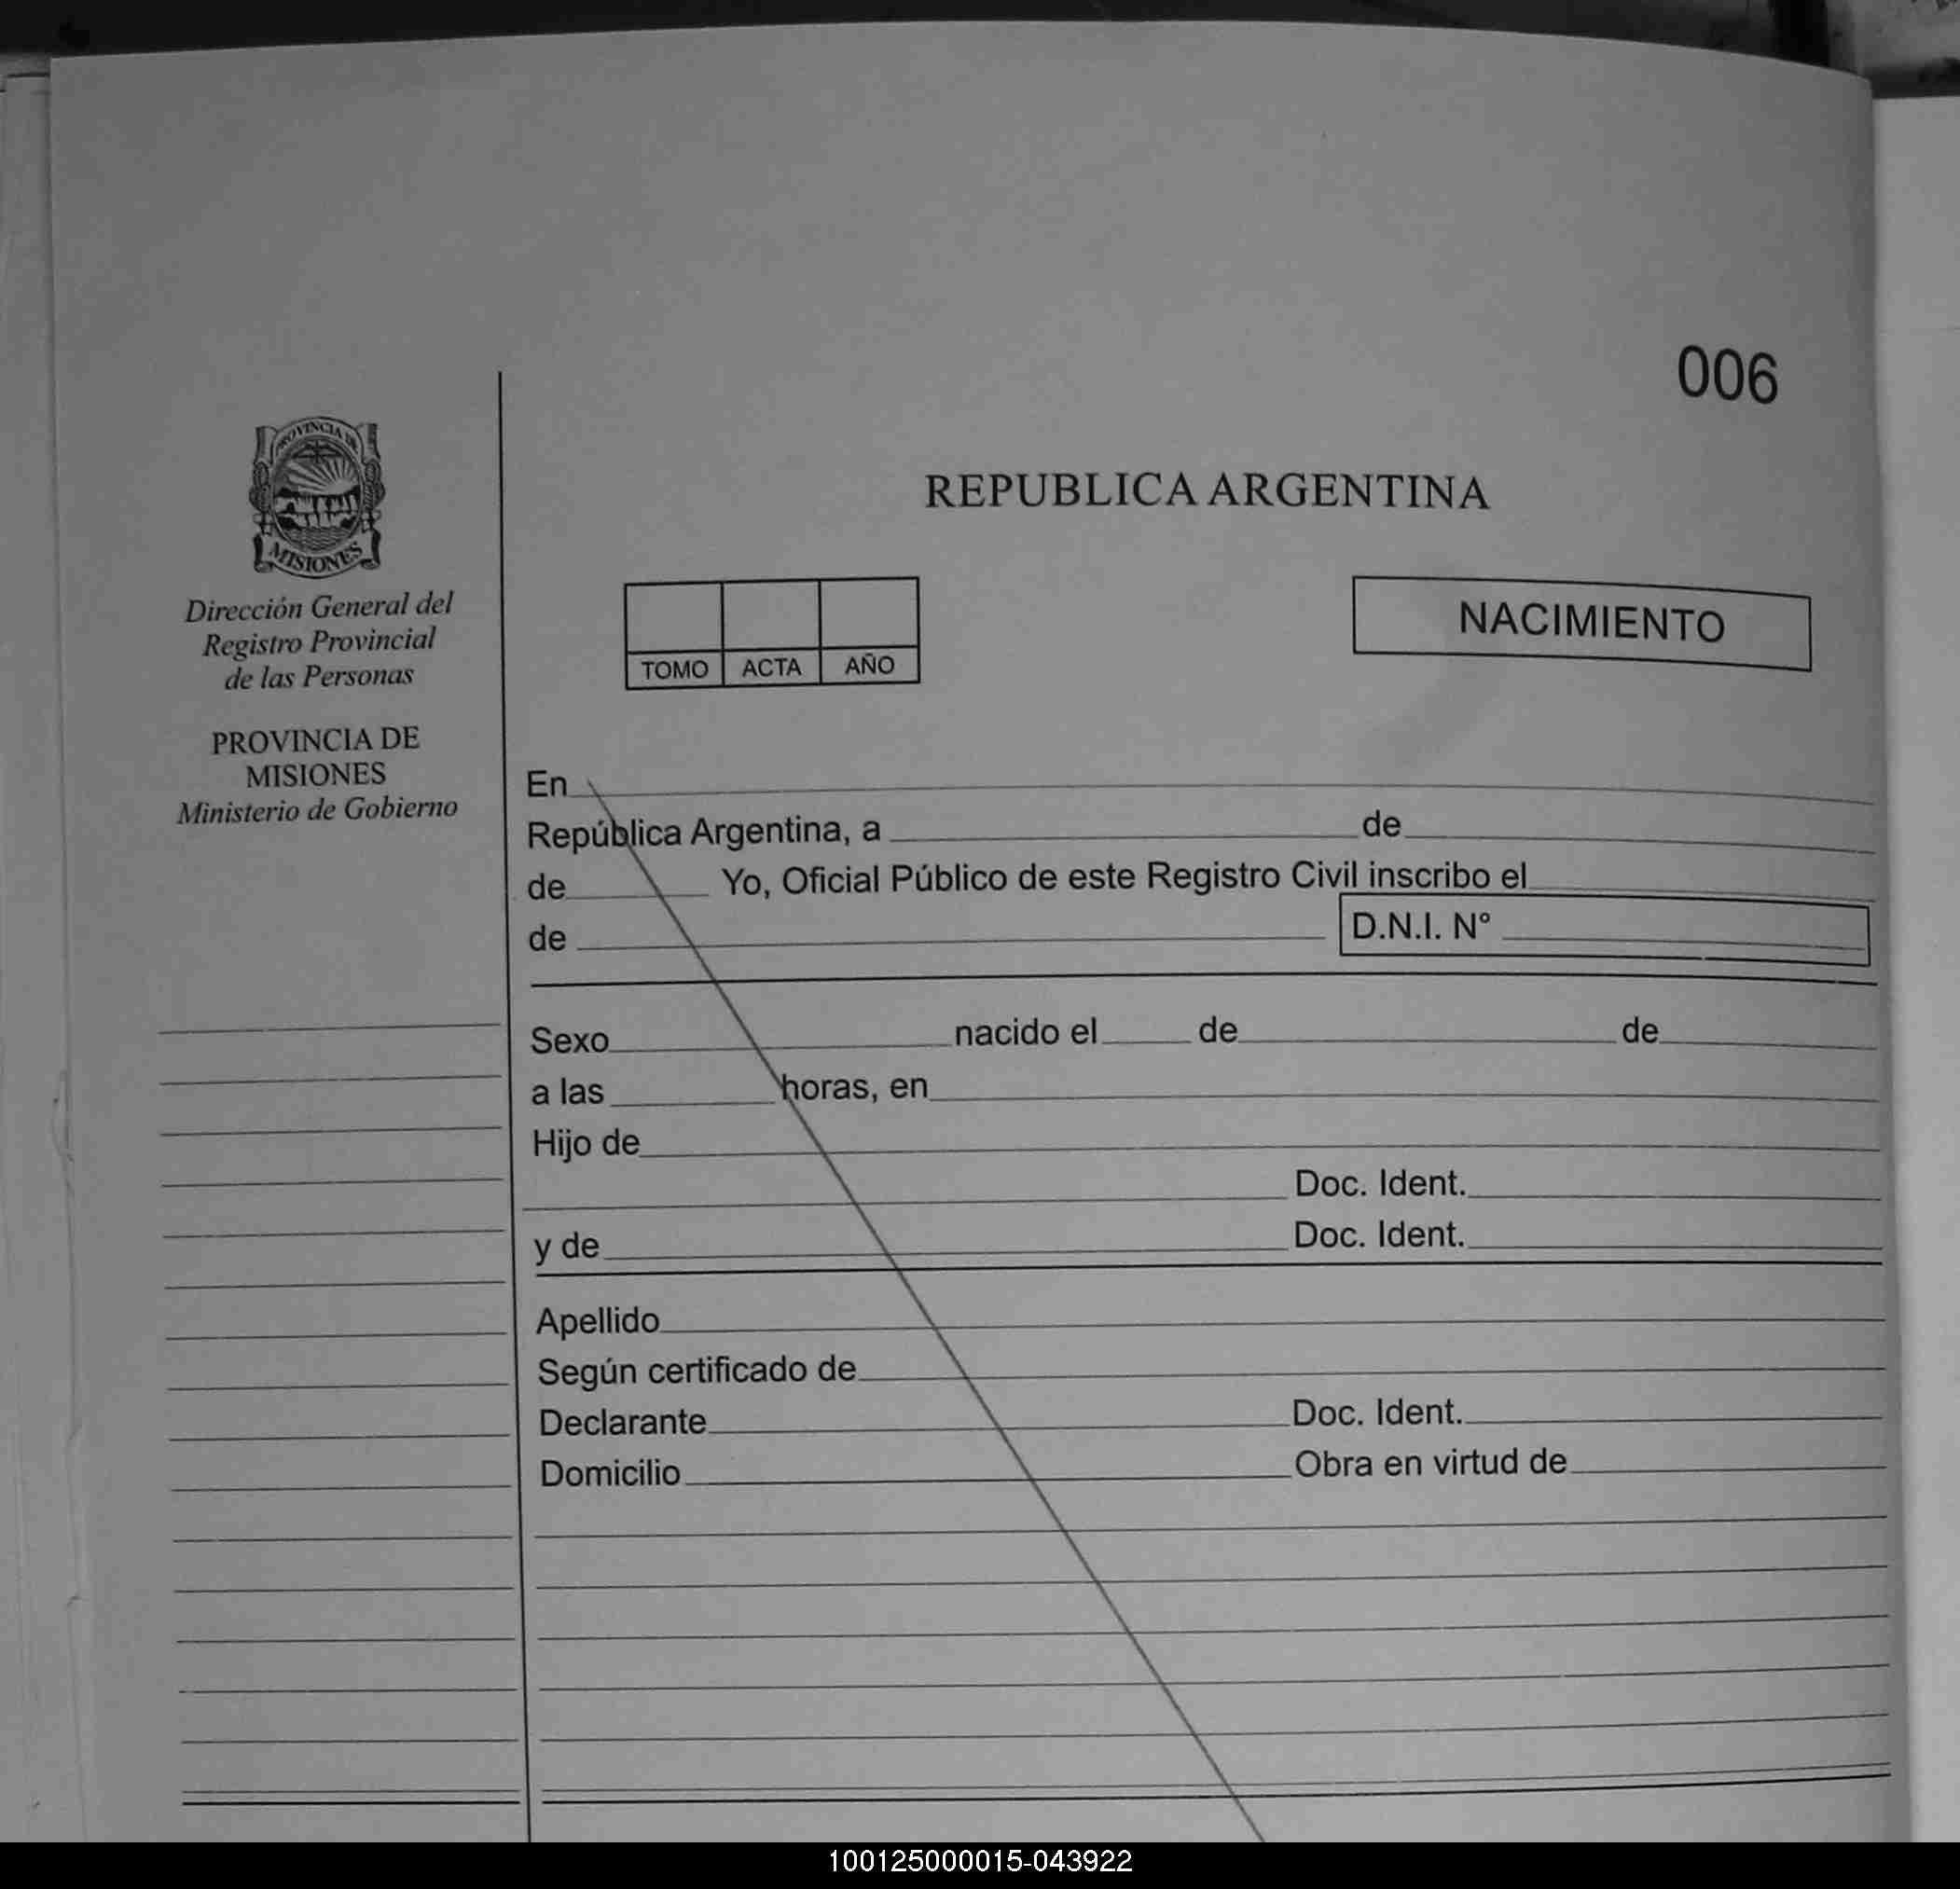 006
PROVINCIA DE
MISIONES
Dirección General del
Registro Provincial
de las Personas
PROVINCIA DE
MISIONES
Ministerio de Gobierno
REPUBLICA ARGENTINA
TOMO ACTA AÑO
NACIMIENTO
En
República Argentina, a de
de Yo, Oficial Público de este Registro Civil inscribo el
de D.N.I. Nº
Sexo nacido el de de
a las horas, en
Hijo de
Doc. Ident.
y de Doc. Ident.
Apellido
Según certificado de
Declarante Doc. Ident.
Domicilio Obra en virtud de
100125000015-043922